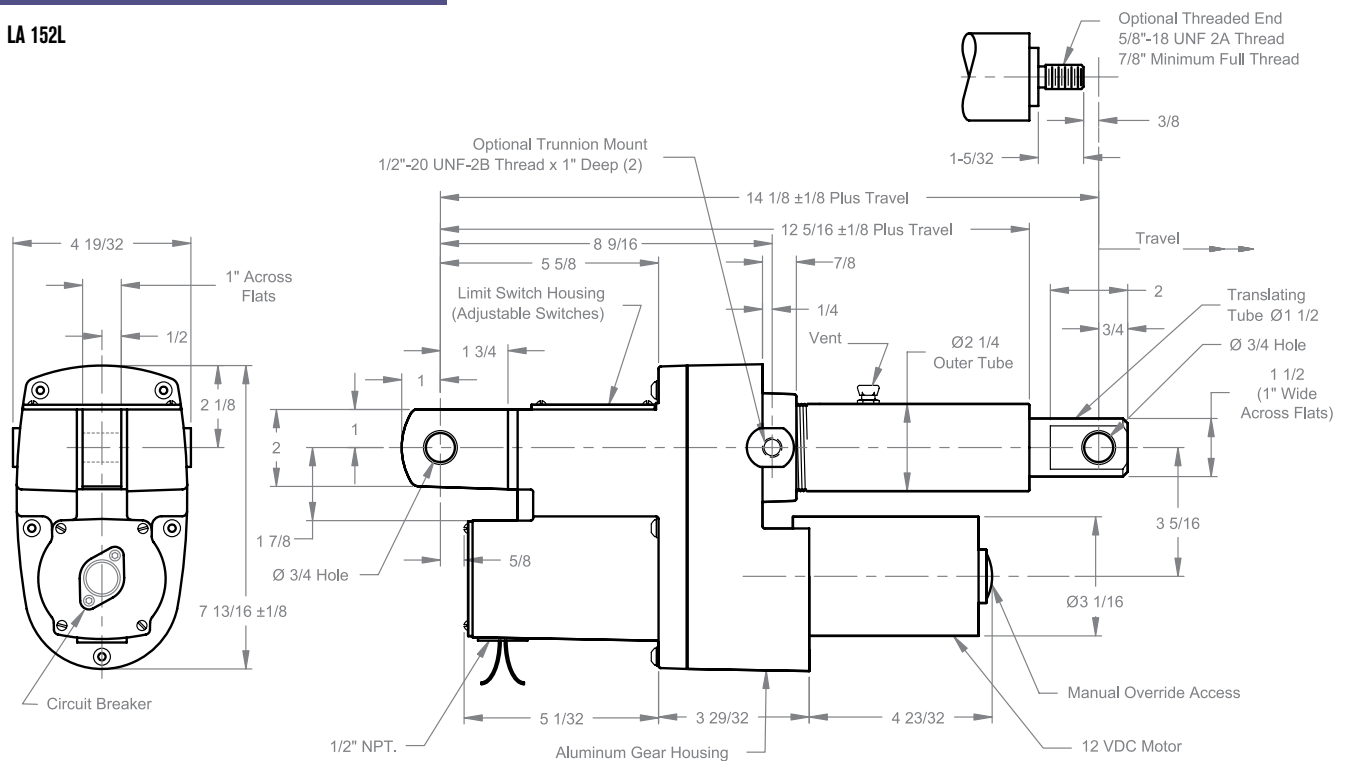 LA 152L
Optional Threaded End
5/8"-18 UNF 2A Thread
7/8" Minimum Full Thread
3/8
1-5/32
Optional Trunnion Mount
1/2"-20 UNF-2B Thread x 1" Deep (2)
14 1/8 ±1/8 Plus Travel
12 5/16 ±1/8 Plus Travel
8 9/16
5 5/8
7/8
1/4
Travel
4 19/32
1" Across
Flats
1/2
2 1/8
Limit Switch Housing
(Adjustable Switches)
1 3/4
1
1
2
Vent
Ø2 1/4
Outer Tube
2
3/4
Translating
Tube Ø1 1/2
Ø 3/4 Hole
1 1/2
(1" Wide
Across Flats)
1 7/8
Ø 3/4 Hole
5/8
3 5/16
Ø3 1/16
7 13/16 ±1/8
Circuit Breaker
5 1/32
3 29/32
4 23/32
Manual Override Access
1/2" NPT.
Aluminum Gear Housing
12 VDC Motor